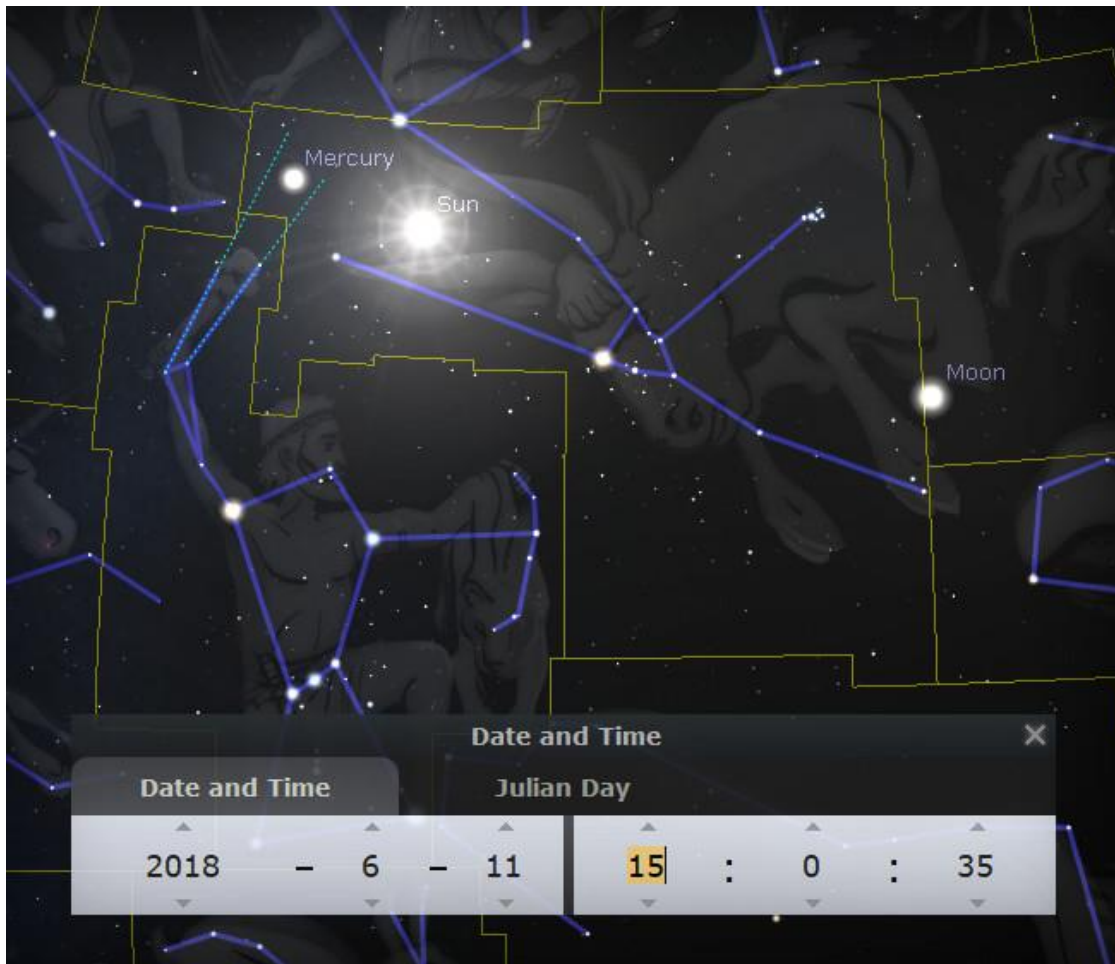 Mercury
Sun
Moon
Date and Time
Date and Time Julian Day
2018 – 6 – 11 15 : 0 : 35